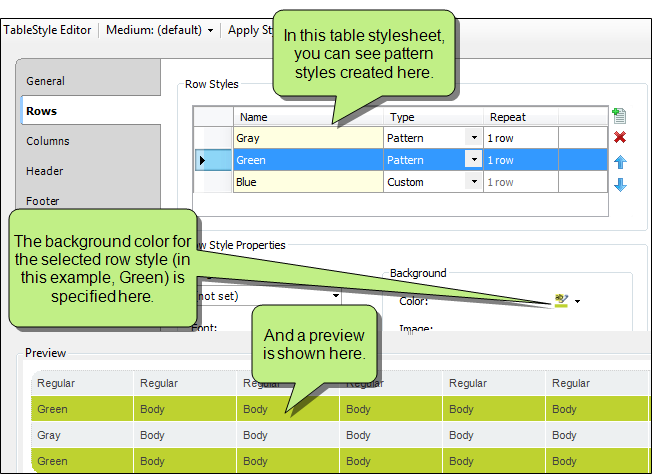 TableStyle Editor Medium: (default) Apply St
In this table stylesheet,
you can see pattern
styles created here.
General
Rows
Columns
Header
Footer
Row Styles
Name Type Repeat
Gray Pattern 1 row
Green Pattern 1 row
Blue Custom 1 row
The background color for
the selected row style (in
this example, Green) is
specified here.
ow Style Properties
Background
not set)
Color:
Font:
Image:
And a preview
is shown here.
Preview
Regular Regular Regular Regular Regular Regular
Green Body Body Body Body Body
Gray Body Body Body Body Body
Green Body Body Body Body Body